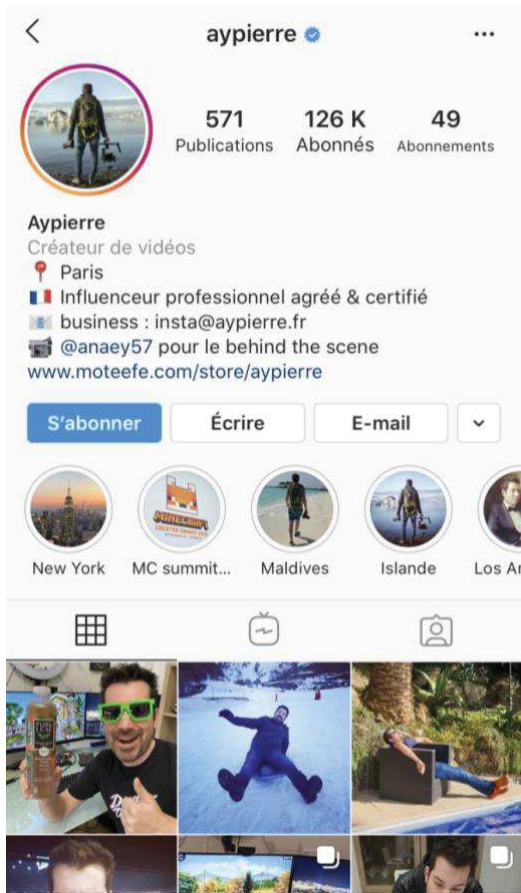 aypierre
571
126 K
49
Publications
Abonnés
Abonnements
Aypierre
Créateur de vidéos
Paris
Influenceur professionnel agréé & certifié
business : insta@aypierre.fr
@anaey57 pour le behind the scene
www.moteefe.com/store/aypierre
S'abonner
Écrire
E-mail
MINECRAFT
New York
MC summit...
Maldives
Islande
Los